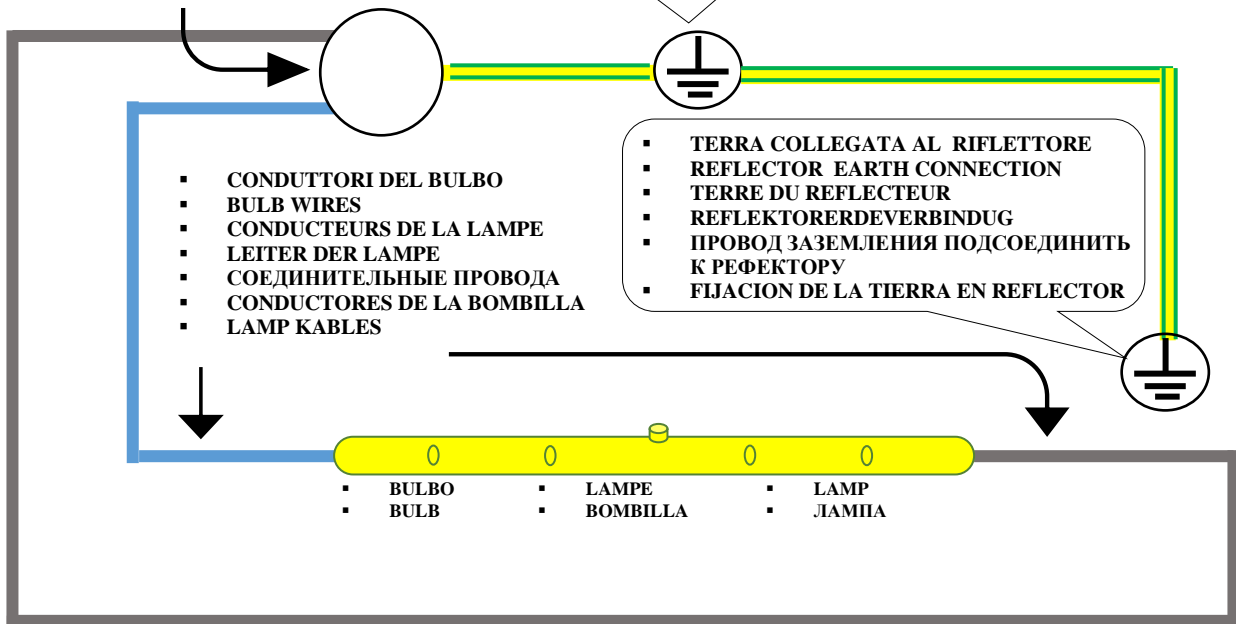 ▪ CONDUTTORI DEL BULBO
▪ BULB WIRES
▪ CONDUCTEURS DE LA LAMPE
▪ LEITER DER LAMPE
▪ СОЕДИНИТЕЛЬНЫЕ ПРОВОДА
▪ CONDUCTORES DE LA BOMBILLA
▪ LAMP KABLES
▪ TERRA COLLEGATA AL RIFLETTORE
▪ REFLECTOR EARTH CONNECTION
▪ TERRE DU REFLECTEUR
▪ REFLEKTORERDEVERBINDUG
▪ ПРОВОД ЗАЗЕМЛЕНИЯ ПОДСОЕДИНИТЬ
К РЕФЕКТОРУ
▪ FIJACION DE LA TIERRA EN REFLECTOR
▪ BULBO
▪ BULB
▪ LAMPE
▪ BOMBILLA
▪ LAMP
▪ ЛАМПА